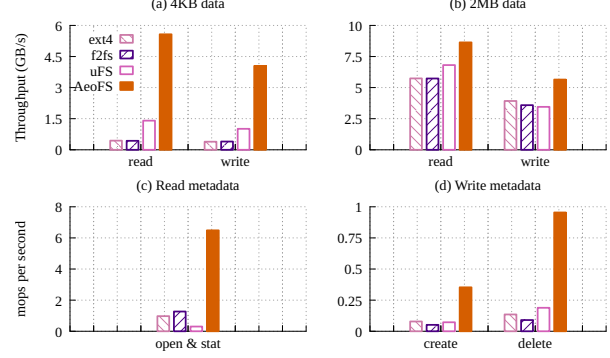 (a) 4KB data
(b) 2MB data
Throughput (GB/s)
6
4.5
3
1.5
0
ext4
f2fs
uFS
AeoFS
read
write
10
7.5
5
2.5
0
read
write
(c) Read metadata
(d) Write metadata
mops per second
8
6
4
2
0
open & stat
1
0.75
0.5
0.25
0
create
delete